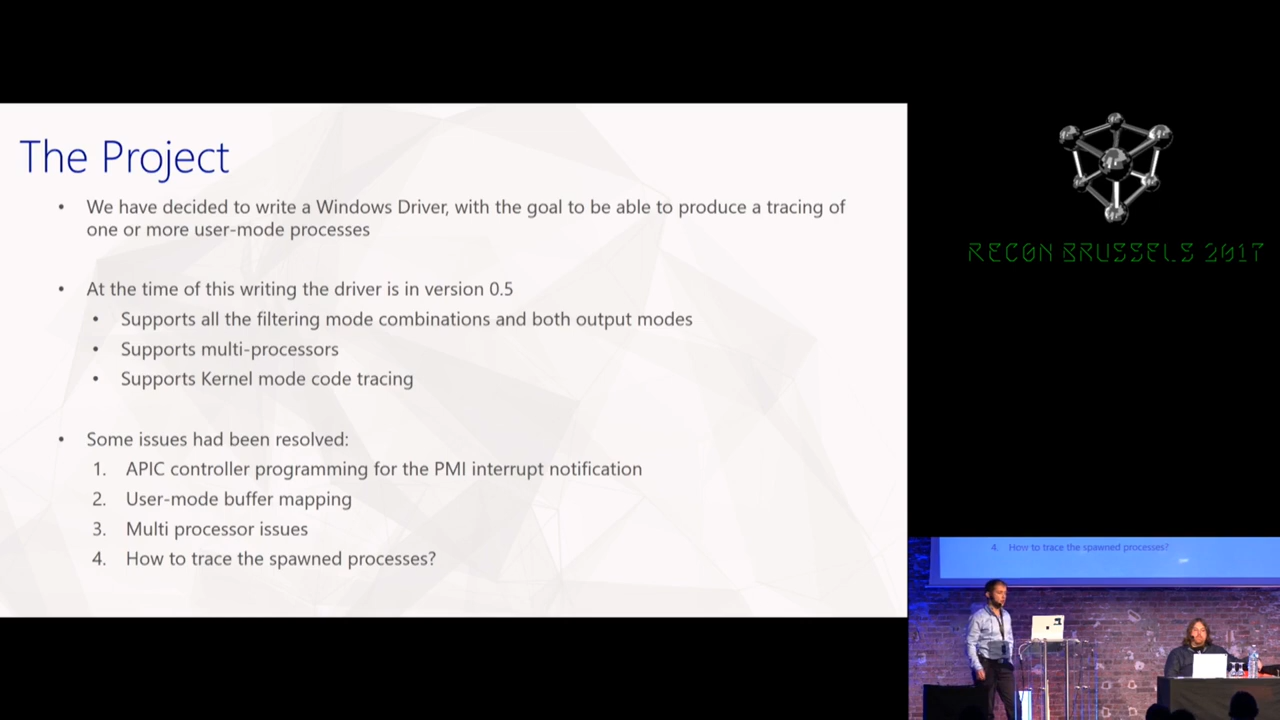 The Project
• We have decided to write a Windows Driver, with the goal to be able to produce a tracing of
one or more user-mode processes
• At the time of this writing the driver is in version 0.5
• Supports all the filtering mode combinations and both output modes
• Supports multi-processors
• Supports Kernel mode code tracing
• Some issues had been resolved:
1. APIC controller programming for the PMI interrupt notification
2. User-mode buffer mapping
3. Multi processor issues
4. How to trace the spawned processes?
RECON BRUSSELS 2017
4. How to trace the spawned processes?